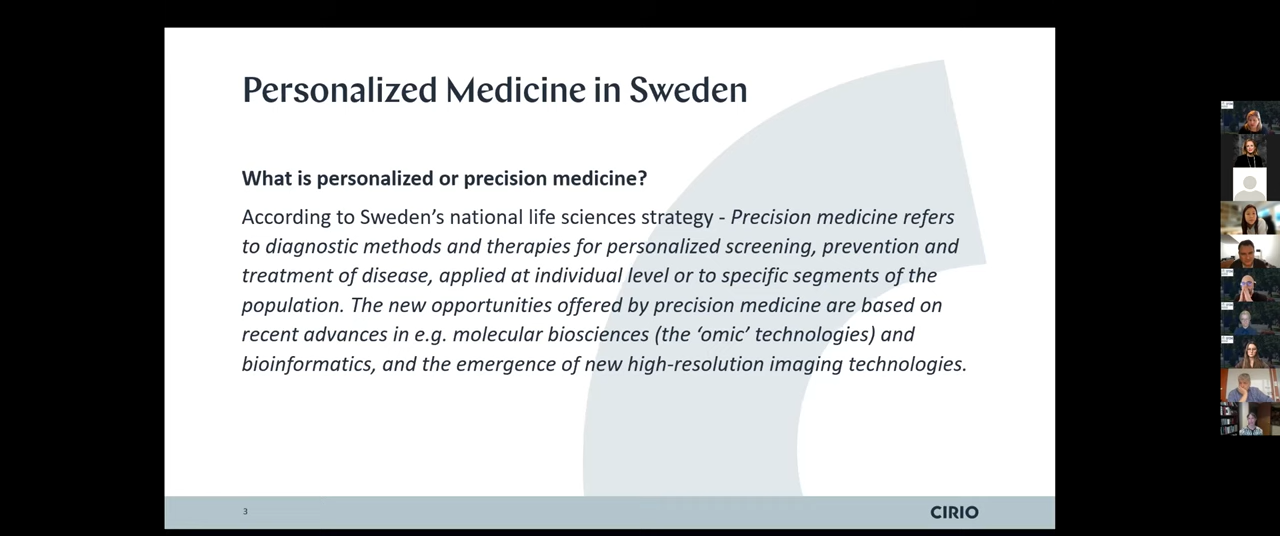 Personalized Medicine in Sweden
What is personalized or precision medicine?
According to Sweden’s national life sciences strategy - Precision medicine refers
to diagnostic methods and therapies for personalized screening, prevention and
treatment of disease, applied at individual level or to specific segments of the
population. The new opportunities offered by precision medicine are based on
recent advances in e.g. molecular biosciences (the ‘omic’ technologies) and
bioinformatics, and the emergence of new high-resolution imaging technologies.
3
CIRIO